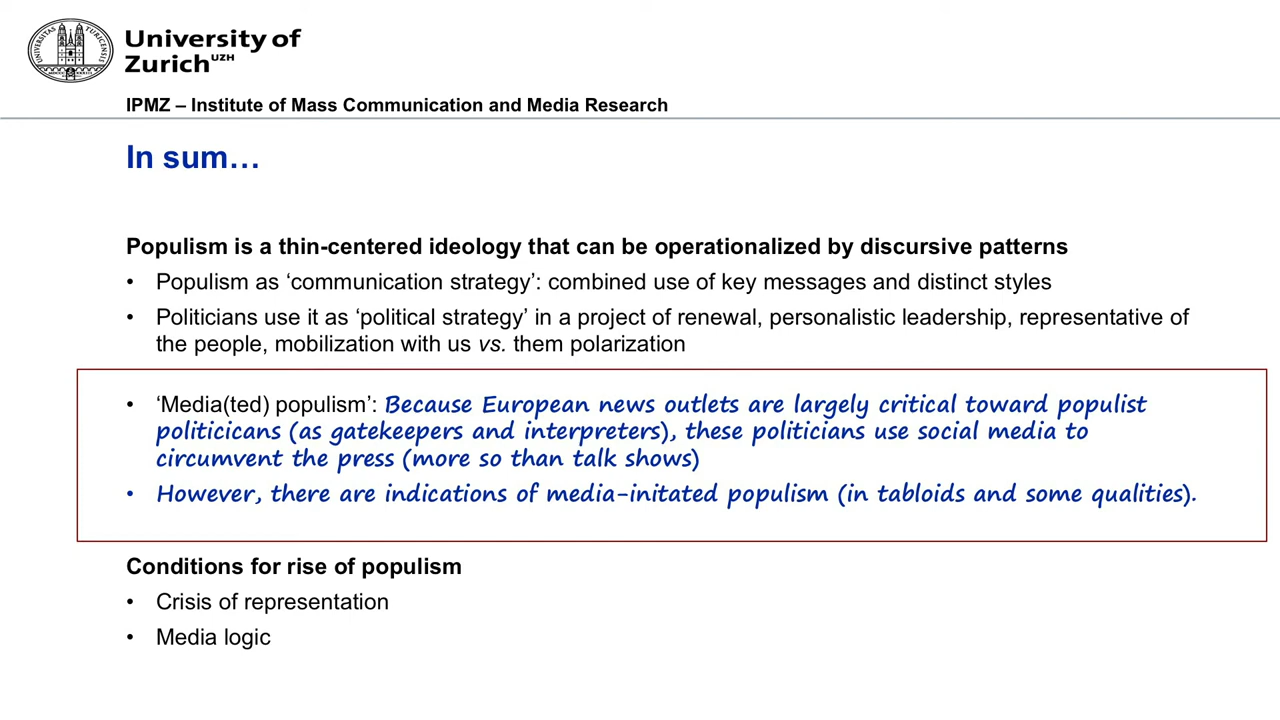 University of
Zurich UZH
IPMZ – Institute of Mass Communication and Media Research
In sum…
Populism is a thin-centered ideology that can be operationalized by discursive patterns
• Populism as ‘communication strategy’: combined use of key messages and distinct styles
• Politicians use it as ‘political strategy’ in a project of renewal, personalistic leadership, representative of
the people, mobilization with us vs. them polarization
• ‘Media(ted) populism’: Because European news outlets are largely critical toward populist
politicicans (as gatekeepers and interpreters), these politicians use social media to
circumvent the press (more so than talk shows)
• However, there are indications of media-initated populism (in tabloids and some qualities).
Conditions for rise of populism
• Crisis of representation
• Media logic